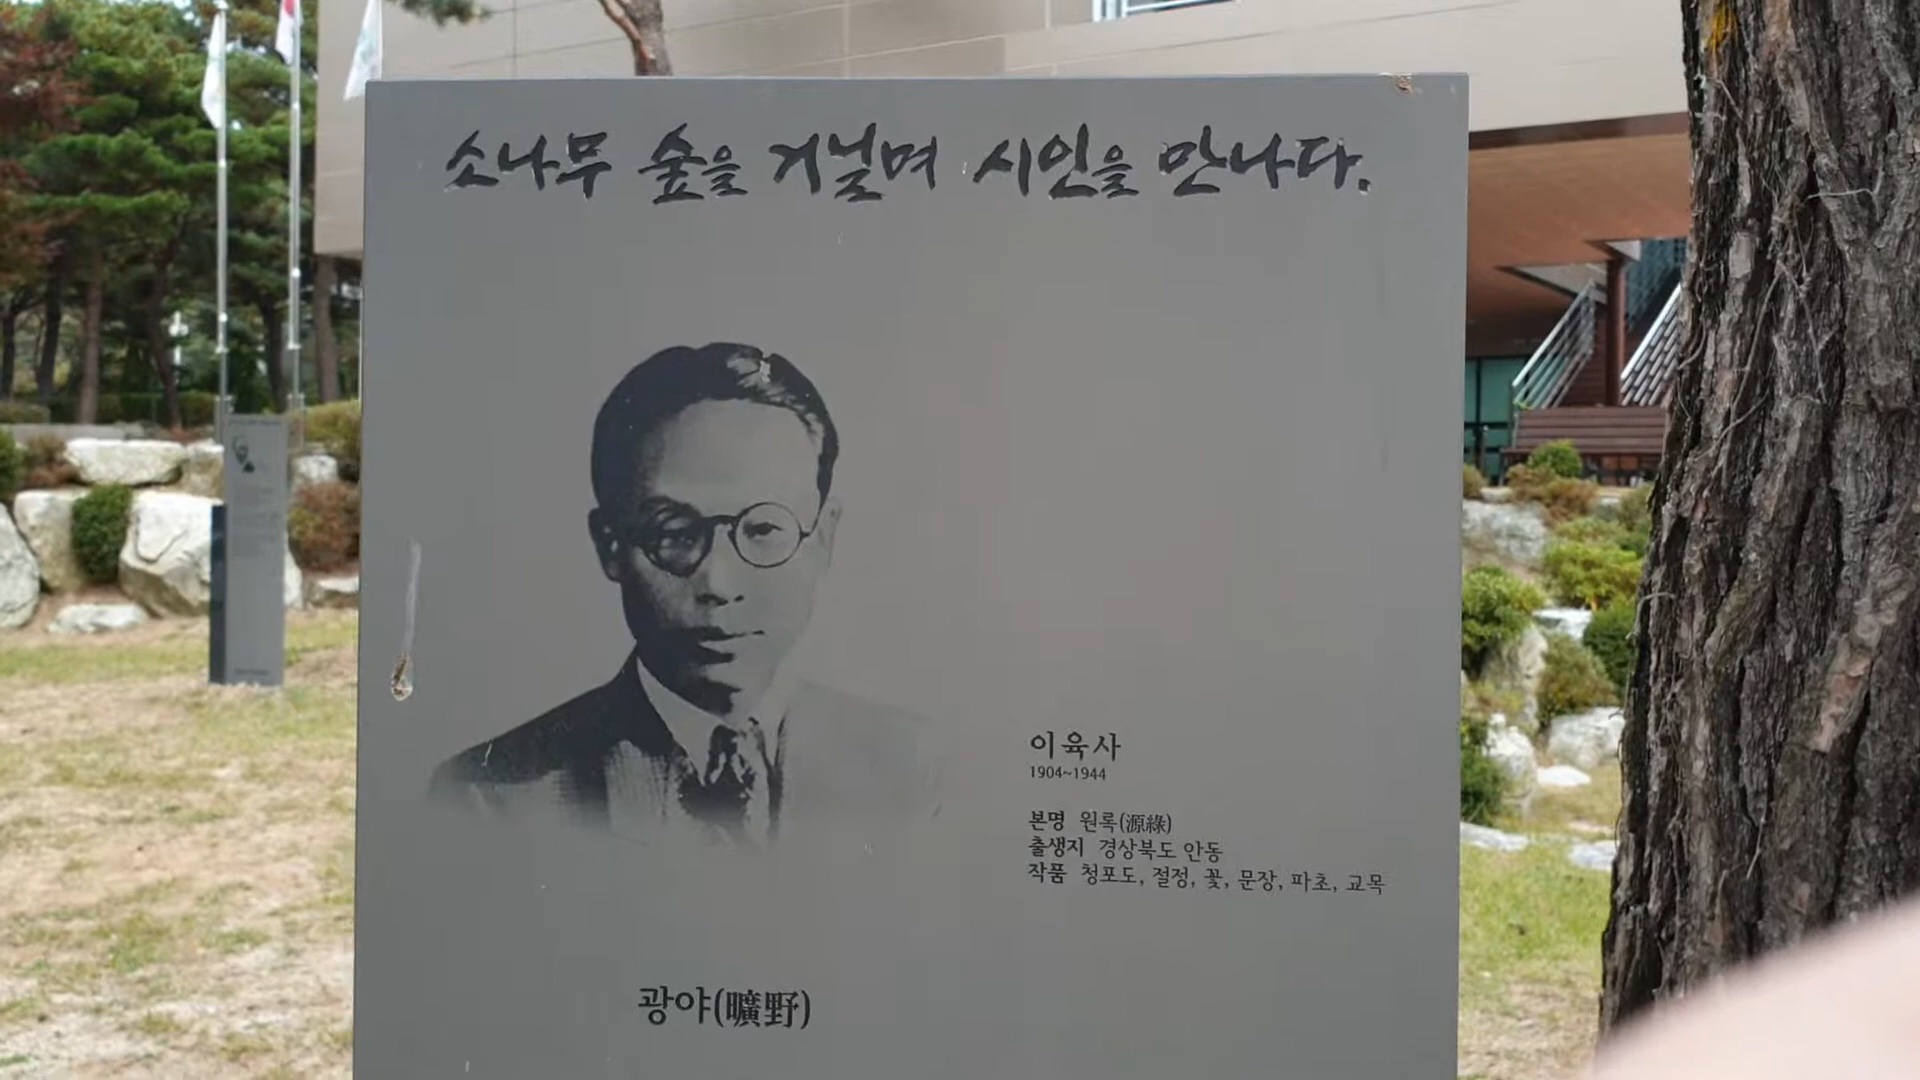 소나무 숲을 거닐며 시인을 만나다.
이육사
1904~1944
본명 원록(源綠)
출생지 경상북도 안동
작품 청포도, 절정, 꽃, 문장, 파초, 교목
광야(曠野)